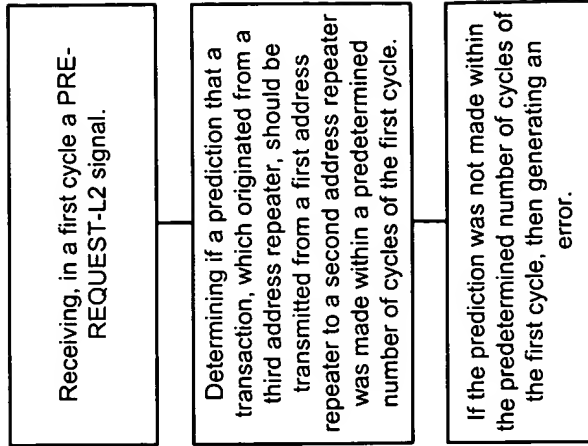 Receiving, in a first cycle a PRE-
REQUEST-L2 signal.
Determining if a prediction that a
transaction, which originated from a
third address repeater, should be
transmitted from a first address
repeater to a second address repeater
was made within a predetermined
number of cycles of the first cycle.
If the prediction was not made within
the predetermined number of cycles of
the first cycle, then generating an
error.